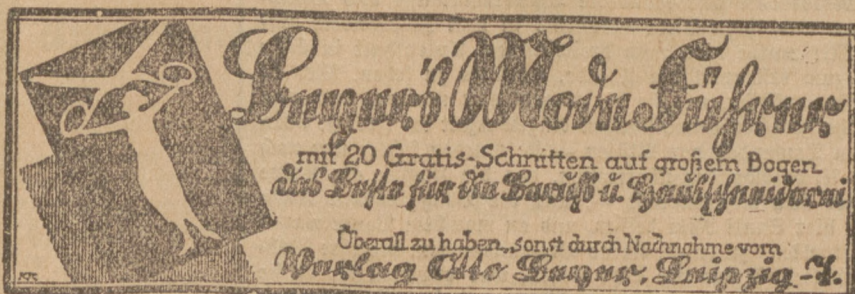 Beyer's Mode Führer
mit 20 Gratis-Schnitten auf großem Bogen
das Beste für die Berufs u. Hausschneiderei
Überall zu haben, sonst durch Nachnahme vom
Verlag Otto Beyer, Leipzig-T.